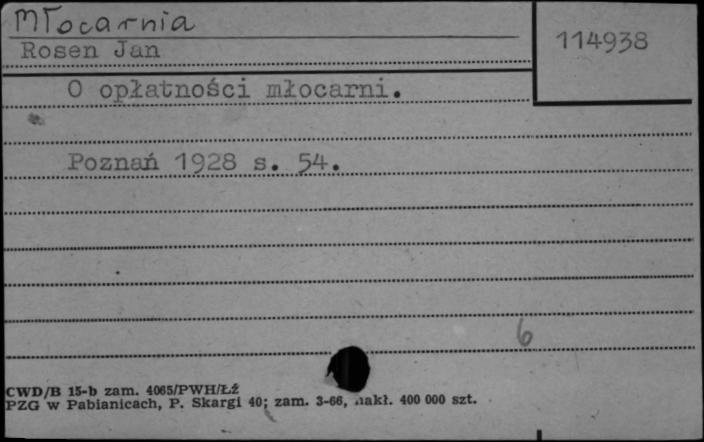 Młocarnia
114938
Rosen Jan
O opłatności młocarni.
Poznań 1928 s. 54.
6
CWD/B 15-b zam. 4065/PWH/ŁŹ
PZG w Pabianicach, P. Skargi 40; zam. 3-66, nakł. 400 000 szt.